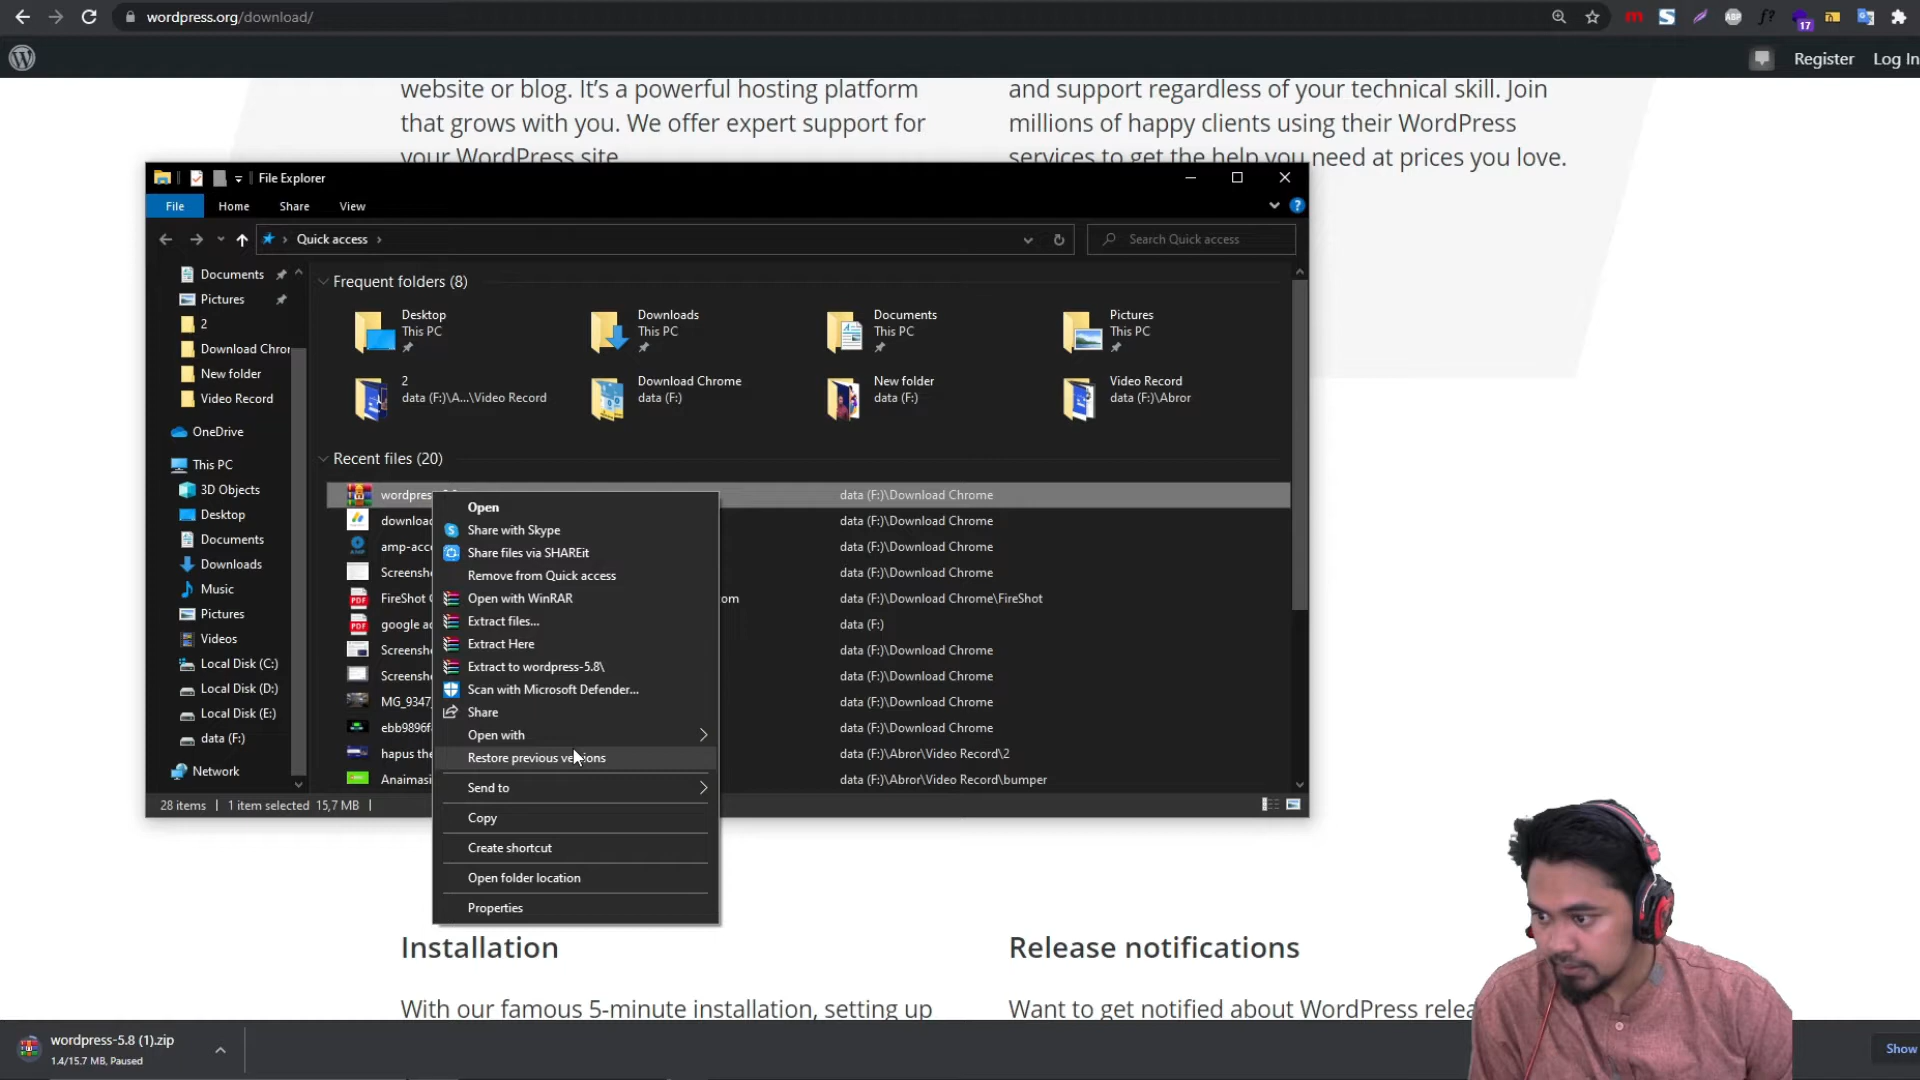 wordpress.org/download/
17
Register
Log In
website or blog. It's a powerful hosting platform
that grows with you. We offer expert support for
your WordPress site
and support regardless of your technical skill. Join
millions of happy clients using their WordPress
services to get the help you need at prices you love.
File Explorer
File
Home
Share
View
Quick access
Search Quick access
Documents
Pictures
2
Download Chror
New folder
Video Record
OneDrive
This PC
3D Objects
Desktop
Documents
Downloads
Music
Pictures
Videos
Local Disk (C:)
Local Disk (D:)
Local Disk (E:)
data (F:)
Network
Frequent folders (8)
Desktop
This PC
Downloads
This PC
Documents
This PC
Pictures
This PC
2
data (F:)\A...\Video Record
Download Chrome
data (F:)
New folder
data (F:)
Video Record
data (F:)\Abror
Recent files (20)
wordpres
data (F:)\Download Chrome
downloa
data (F:)\Download Chrome
amp-acc
data (F:)\Download Chrome
Screensh
data (F:)\Download Chrome
FireShot
om
data (F:)\Download Chrome\FireShot
google a
data (F:)
Screensh
data (F:)\Download Chrome
Screensh
data (F:)\Download Chrome
MG_9347
data (F:)\Download Chrome
ebb9896f
data (F:)\Download Chrome
hapus the
data (F:)\Abror\Video Record\2
Anaimas
data (F:)\Abror\Video Record\bumper
Open
Share with Skype
Share files via SHAREit
Remove from Quick access
Open with WinRAR
Extract files...
Extract Here
Extract to wordpress-5.8\
Scan with Microsoft Defender...
Share
Open with
Restore previous versions
Send to
Copy
Create shortcut
Open folder location
Properties
28 items
1 item selected 15,7 MB
Installation
Release notifications
With our famous 5-minute installation, setting up
Want to get notified about WordPress relea
wordpress-5.8 (1).zip
1.4/15.7 MB, Paused
Show